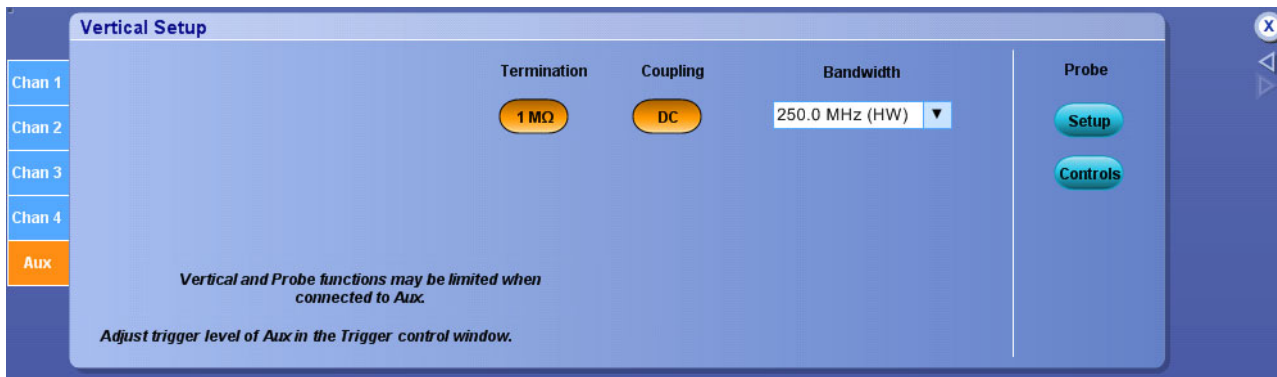 Vertical Setup
X
Chan 1
Chan 2
Chan 3
Chan 4
Aux
Termination
1 MΩ
Coupling
DC
Bandwidth
250.0 MHz (HW)
Probe
Setup
Controls
Vertical and Probe functions may be limited when
connected to Aux.
Adjust trigger level of Aux in the Trigger control window.